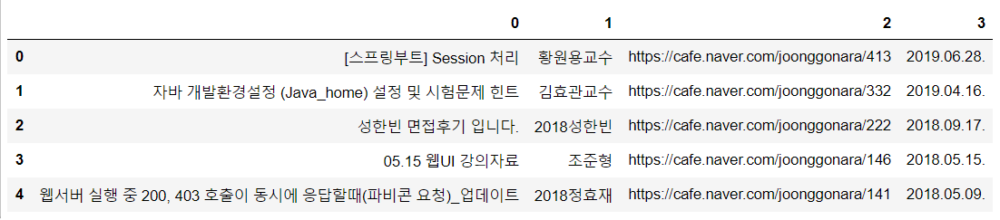 0 1 2 3
0 [스프링부트] Session 처리 황원용교수 https://cafe.naver.com/joonggonara/413 2019.06.28.
1 자바 개발환경설정 (Java_home) 설정 및 시험문제 힌트 김효관교수 https://cafe.naver.com/joonggonara/332 2019.04.16.
2 성한빈 면접후기 입니다. 2018성한빈 https://cafe.naver.com/joonggonara/222 2018.09.17.
3 05.15 웹UI 강의자료 조준형 https://cafe.naver.com/joonggonara/146 2018.05.15.
4 웹서버 실행 중 200, 403 호출이 동시에 응답할때(파비콘 요청)_업데이트 2018정효재 https://cafe.naver.com/joonggonara/141 2018.05.09.